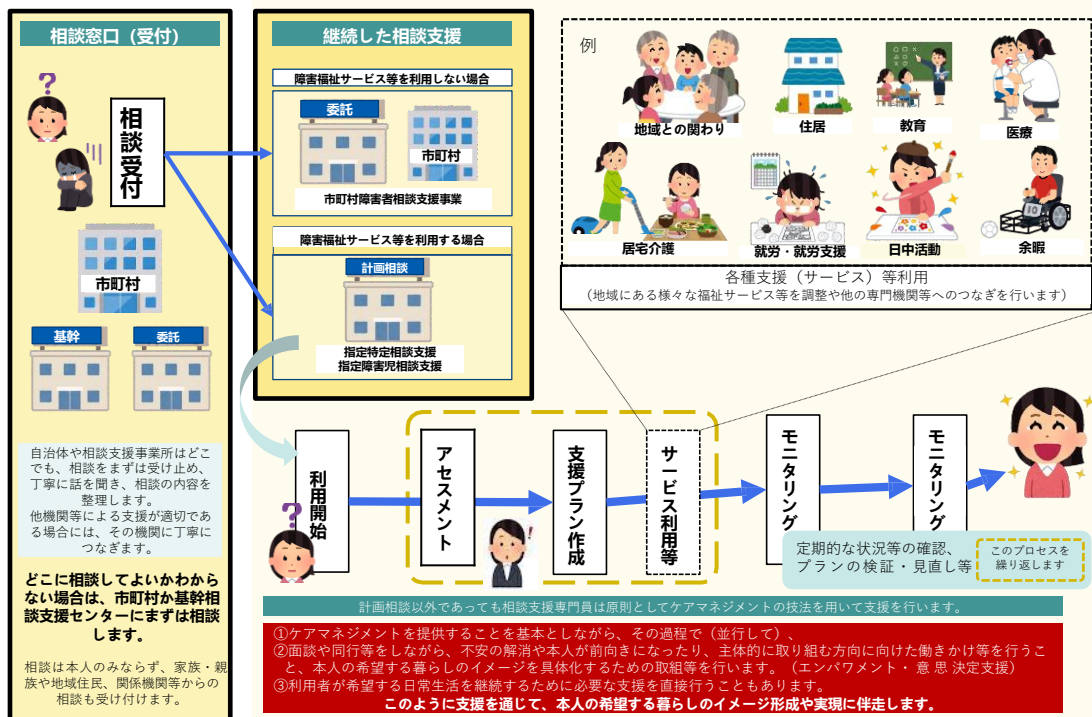 相談窓口（受付）
?
相談受付
市町村
基幹
委託
自治体や相談支援事業所はどこ
でも、相談をまずは受け止め、
丁寧に話を聞き、相談の内容を
整理します。
他機関等による支援が適切であ
る場合には、その機関に丁寧に
つなぎます。
どこに相談してよいかわから
ない場合は、市町村か基幹相
談支援センターにまずは相談
します。
相談は本人のみならず、家族・親
族や地域住民、関係機関等からの
相談も受け付けます。
継続した相談支援
障害福祉サービス等を利用しない場合
委託
市町村
市町村障害者相談支援事業
障害福祉サービス等を利用する場合
計画相談
指定特定相談支援
指定障害児相談支援
例
地域との関わり
住居
教育
医療
居宅介護
就労・就労支援
日中活動
余暇
10
各種支援（サービス）等利用
（地域にある様々な福祉サービス等を調整や他の専門機関等へのつなぎを行います）
?
利用開始
アセスメント
!
支援プラン作成
サービス利用等
モニタリング
モニタリング
定期的な状況等の確認、
プランの検証・見直し等
このプロセスを
繰り返します
計画相談以外であっても相談支援専門員は原則としてケアマネジメントの技法を用いて支援を行います。
①ケアマネジメントを提供することを基本としながら、その過程で（並行して）、
②面談や同行等をしながら、不安の解消や本人が前向きになったり、主体的に取り組む方向に向けた働きかけ等を行うこ
と、本人の希望する暮らしのイメージを具体化するための取組等を行います。（エンパワメント・ 意 思 決定支援）
③利用者が希望する日常生活を継続するために必要な支援を直接行うこともあります。
このように支援を通じて、本人の希望する暮らしのイメージ形成や実現に伴走します。